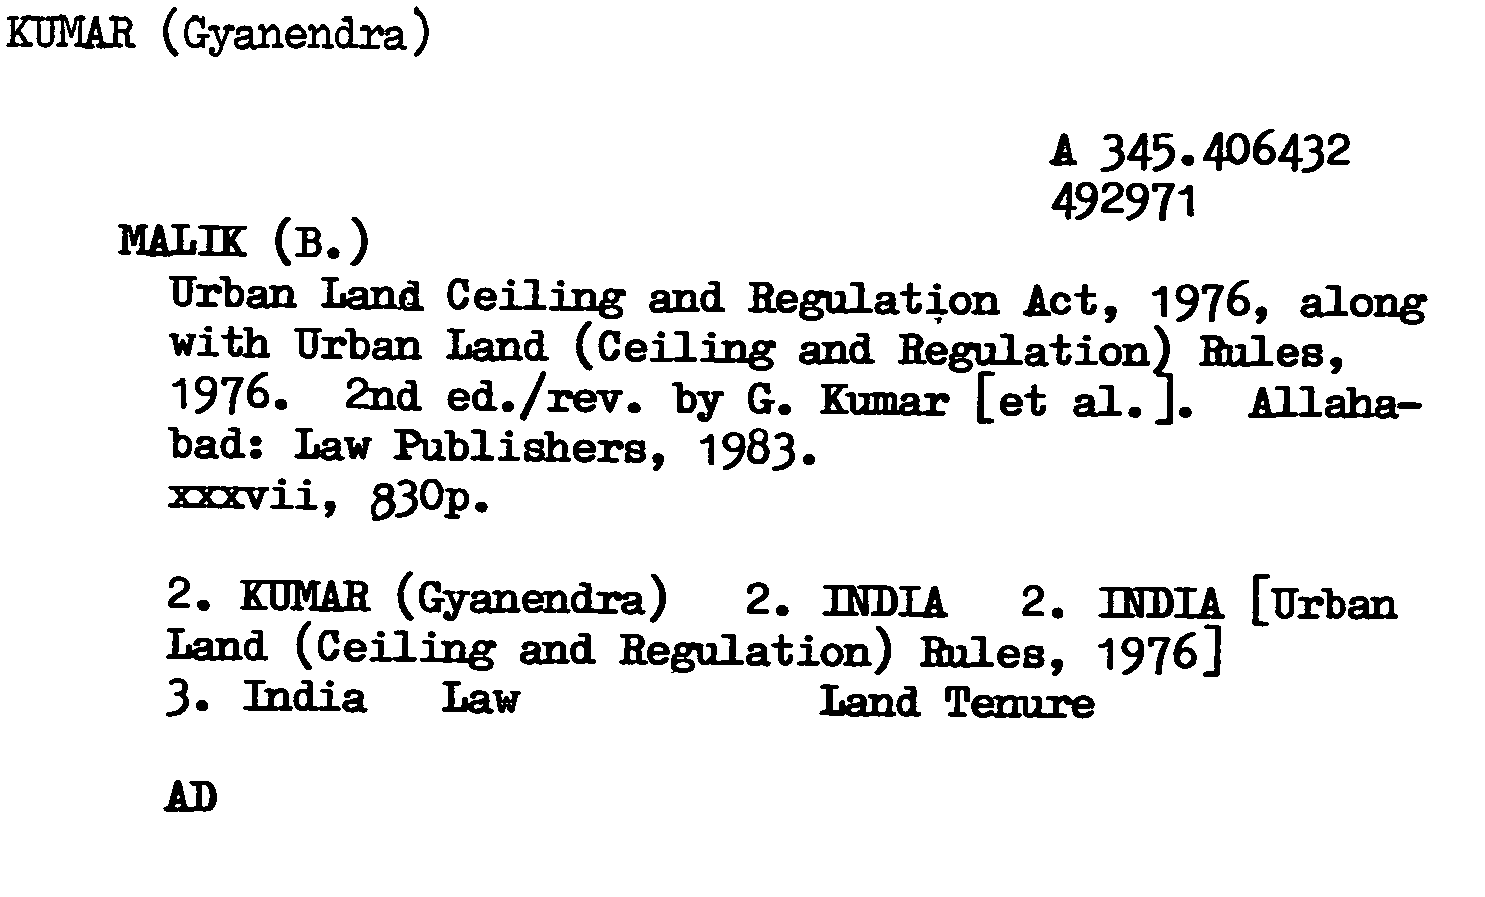 KUMAR (Gyanendra)
A 345.406432
492971
MALIK (B.)
Urban Land Ceiling and Regulation Act, 1976, along
with Urban Land (Ceiling and Regulation) Rules,
1976. 2nd ed./rev. by G. Kumar [et al.]. Allaha-
bad: Law Publishers, 1983.
xxxvii, 830p.
2. KUMAR (Gyanendra) 2. INDIA 2. INDIA [Urban
Land (Ceiling and Regulation) Rules, 1976]
3. India Law Land Tenure
AD